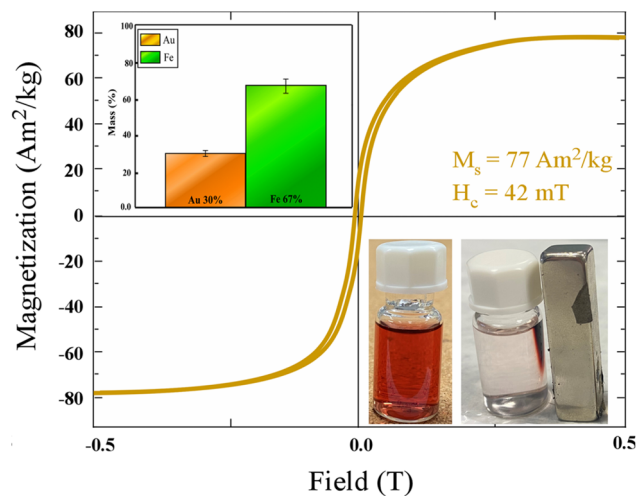 80
60
40
20
0
-20
-40
-60
-80
Magnetization (Am²/kg)
-0.5
0.0
0.5
Field (T)
100
80
60
40
20
0.0
Mass (%)
Au
Fe
Au 30%
Fe 67%
Mₛ = 77 Am²/kg
H꜀ = 42 mT